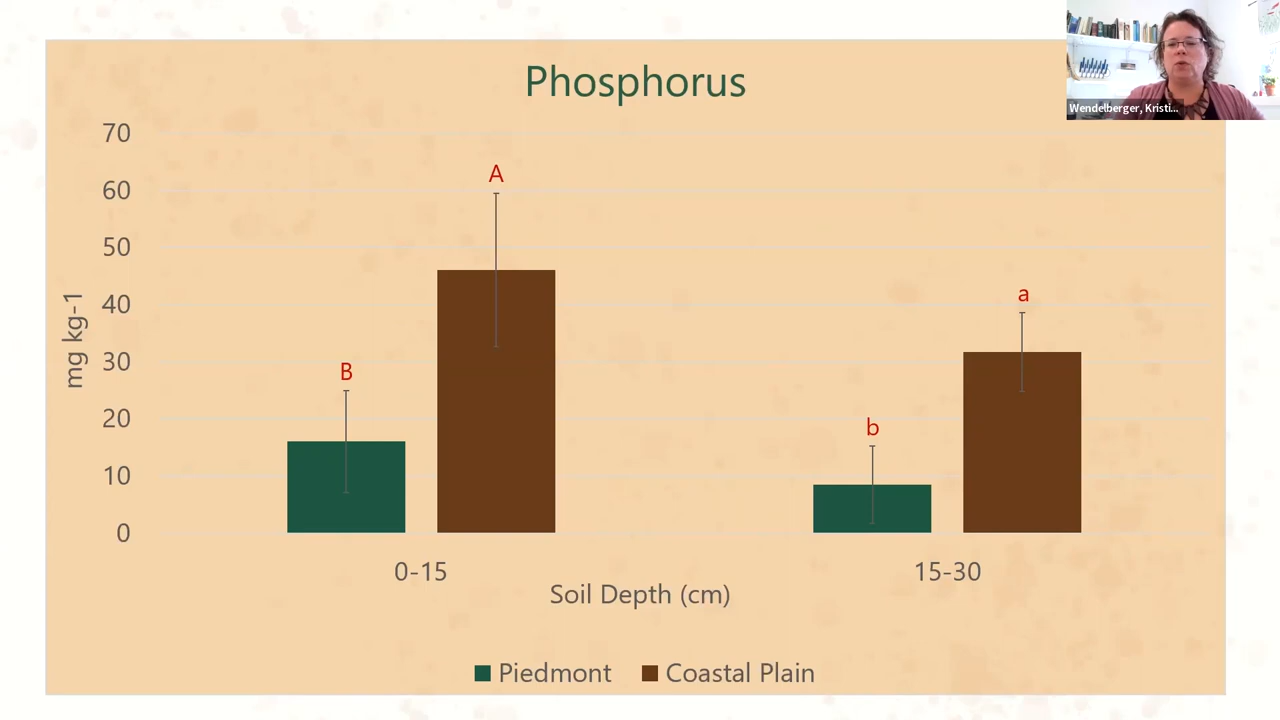 Phosphorus
Wendelberger, Kristi...
70
60
50
40
30
20
10
0
mg kg-1
A
B
a
b
0-15
15-30
Soil Depth (cm)
Piedmont
Coastal Plain